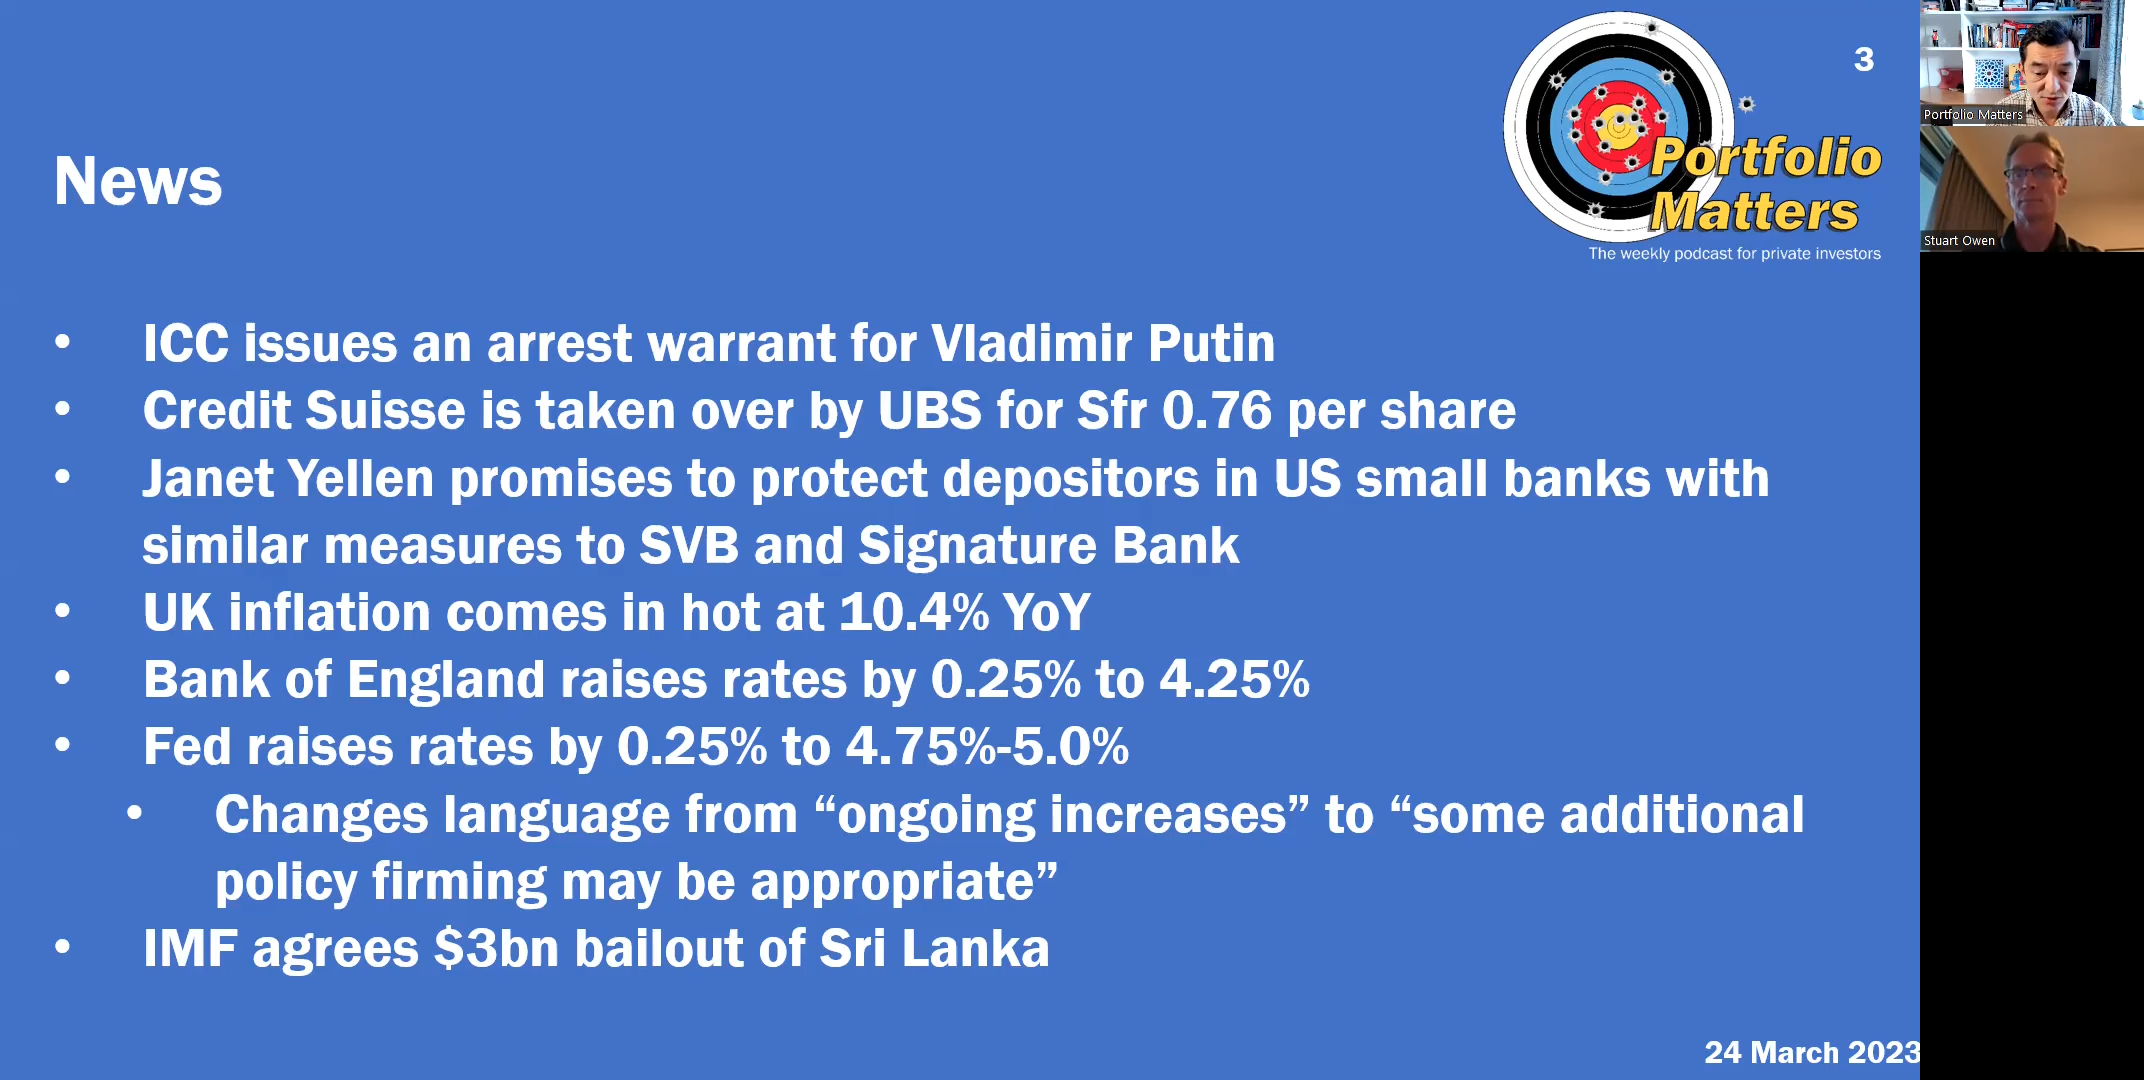 3
Portfolio
Matters
The weekly podcast for private investors
Portfolio Matters
Stuart Owen
News
• ICC issues an arrest warrant for Vladimir Putin
• Credit Suisse is taken over by UBS for Sfr 0.76 per share
• Janet Yellen promises to protect depositors in US small banks with
similar measures to SVB and Signature Bank
• UK inflation comes in hot at 10.4% YoY
• Bank of England raises rates by 0.25% to 4.25%
• Fed raises rates by 0.25% to 4.75%-5.0%
• Changes language from “ongoing increases” to “some additional
policy firming may be appropriate”
• IMF agrees $3bn bailout of Sri Lanka
24 March 2023